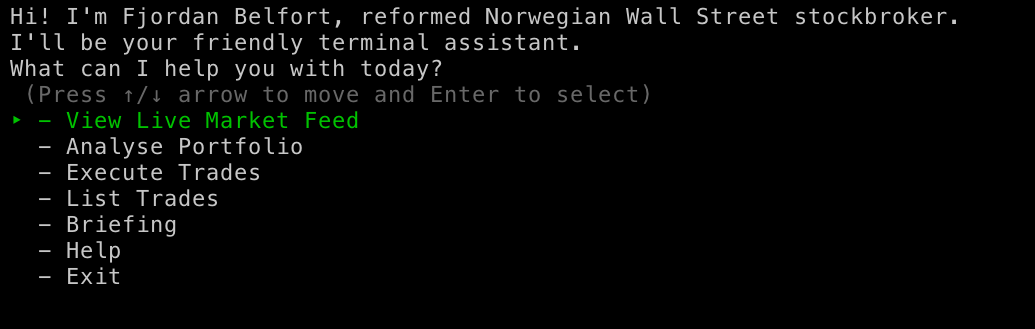 Hi! I'm Fjordan Belfort, reformed Norwegian Wall Street stockbroker.
I'll be your friendly terminal assistant.
What can I help you with today?
(Press ↑/↓ arrow to move and Enter to select)
▸ - View Live Market Feed
- Analyse Portfolio
- Execute Trades
- List Trades
- Briefing
- Help
- Exit